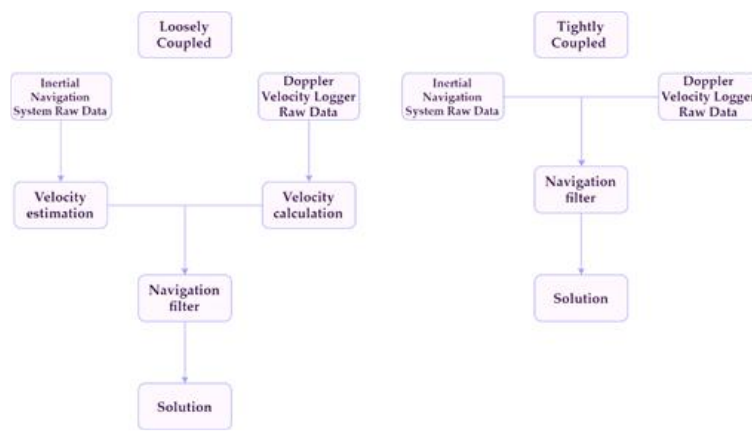 Loosely
Coupled
Inertial
Navigation
System Raw Data
Doppler
Velocity Logger
Raw Data
Velocity
estimation
Velocity
calculation
Navigation
filter
Solution
Tightly
Coupled
Inertial
Navigation
System Raw Data
Doppler
Velocity Logger
Raw Data
Navigation
filter
Solution